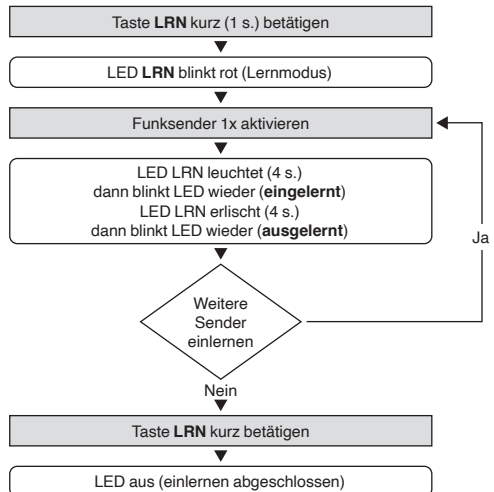 Taste LRN kurz (1 s.) betätigen
LED LRN blinkt rot (Lernmodus)
Funksender 1x aktivieren
LED LRN leuchtet (4 s.)
dann blinkt LED wieder (eingelernt)
LED LRN erlischt (4 s.)
dann blinkt LED wieder (ausgelernt)
Ja
Weitere
Sender
einlernen
Nein
Taste LRN kurz betätigen
LED aus (einlernen abgeschlossen)